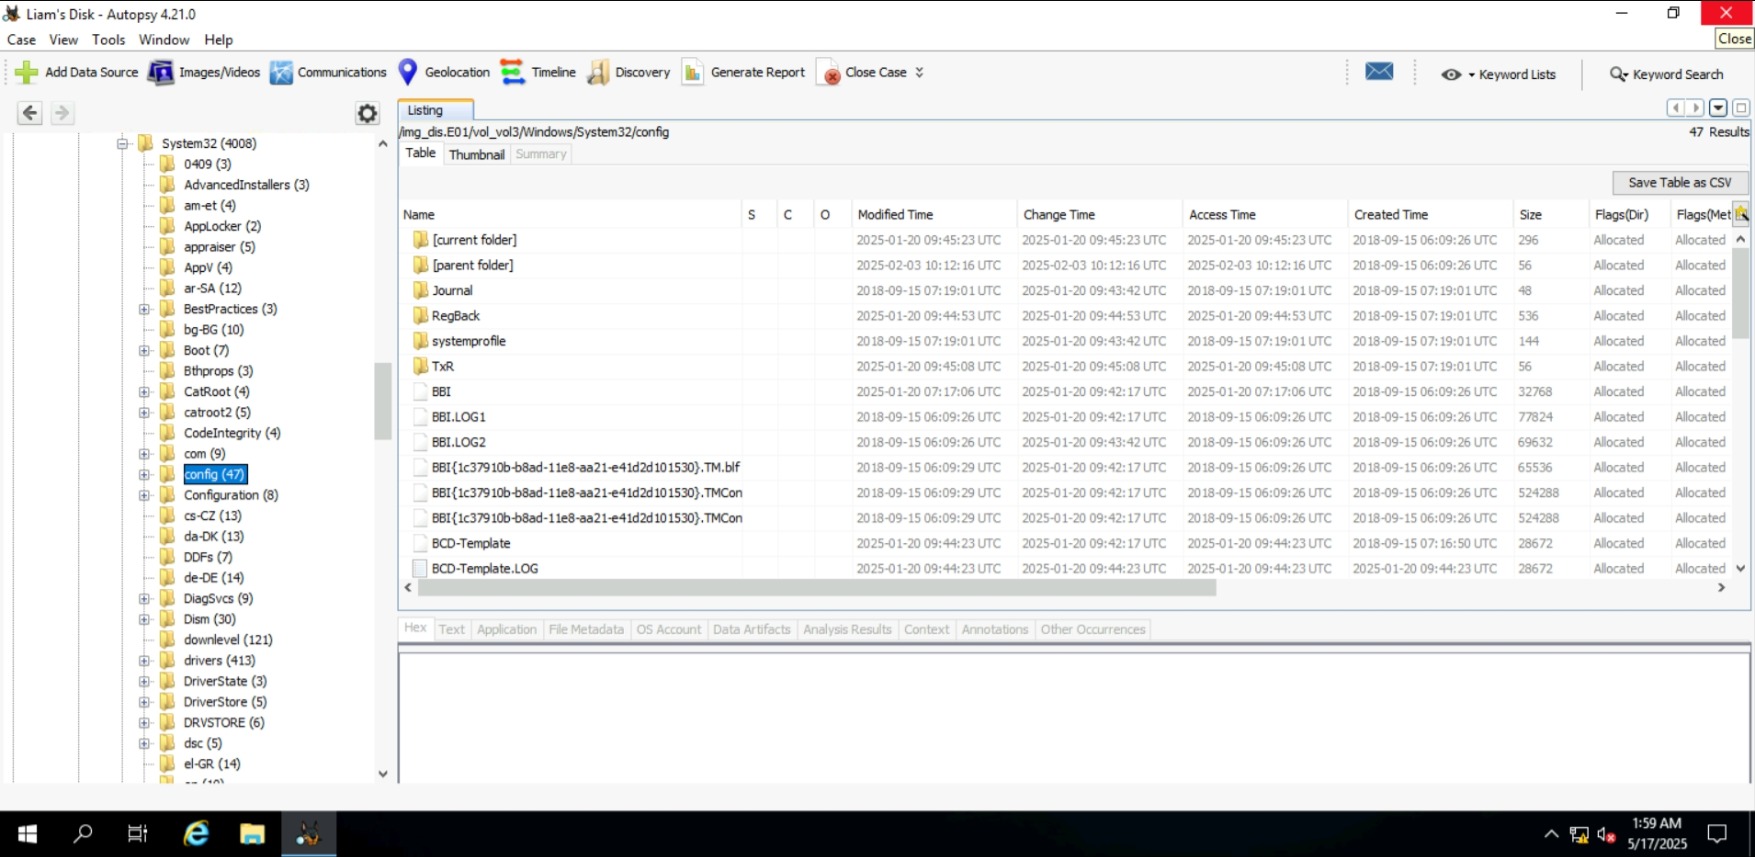 Liam's Disk - Autopsy 4.21.0
Close
Case View Tools Window Help
Add Data Source Images/Videos Communications Geolocation Timeline Discovery Generate Report Close Case Keyword Lists Keyword Search
System32 (4008)
0409 (3)
AdvancedInstallers (3)
am-et (4)
AppLocker (2)
appraiser (5)
AppV (4)
ar-SA (12)
BestPractices (3)
bg-BG (10)
Boot (7)
Bthprops (3)
CatRoot (4)
catroot2 (5)
CodeIntegrity (4)
com (9)
config (47)
Configuration (8)
cs-CZ (13)
da-DK (13)
DDFs (7)
de-DE (14)
DiagSvcs (9)
Dism (30)
downlevel (121)
drivers (413)
DriverState (3)
DriverStore (5)
DRVSTORE (6)
dsc (5)
el-GR (14)
Listing
/img_dis.E01/vol_vol3/Windows/System32/config 47 Results
Table Thumbnail Summary
Save Table as CSV
Name S C O Modified Time Change Time Access Time Created Time Size Flags(Dir) Flags(Met
[current folder] 2025-01-20 09:45:23 UTC 2025-01-20 09:45:23 UTC 2025-01-20 09:45:23 UTC 2018-09-15 06:09:26 UTC 296 Allocated Allocated
[parent folder] 2025-02-03 10:12:16 UTC 2025-02-03 10:12:16 UTC 2025-02-03 10:12:16 UTC 2018-09-15 06:09:26 UTC 56 Allocated Allocated
Journal 2018-09-15 07:19:01 UTC 2025-01-20 09:43:42 UTC 2018-09-15 07:19:01 UTC 2018-09-15 07:19:01 UTC 48 Allocated Allocated
RegBack 2025-01-20 09:44:53 UTC 2025-01-20 09:44:53 UTC 2025-01-20 09:44:53 UTC 2018-09-15 07:19:01 UTC 536 Allocated Allocated
systemprofile 2018-09-15 07:19:01 UTC 2025-01-20 09:43:42 UTC 2018-09-15 07:19:01 UTC 2018-09-15 07:19:01 UTC 144 Allocated Allocated
TxR 2025-01-20 09:45:08 UTC 2025-01-20 09:45:08 UTC 2025-01-20 09:45:08 UTC 2018-09-15 07:19:01 UTC 56 Allocated Allocated
BBI 2025-01-20 07:17:06 UTC 2025-01-20 09:42:17 UTC 2025-01-20 07:17:06 UTC 2018-09-15 06:09:26 UTC 32768 Allocated Allocated
BBI.LOG1 2018-09-15 06:09:26 UTC 2025-01-20 09:42:17 UTC 2018-09-15 06:09:26 UTC 2018-09-15 06:09:26 UTC 77824 Allocated Allocated
BBI.LOG2 2018-09-15 06:09:26 UTC 2025-01-20 09:43:42 UTC 2018-09-15 06:09:26 UTC 2018-09-15 06:09:26 UTC 69632 Allocated Allocated
BBI{1c37910b-b8ad-11e8-aa21-e41d2d101530}.TM.blf 2018-09-15 06:09:29 UTC 2025-01-20 09:42:17 UTC 2018-09-15 06:09:26 UTC 2018-09-15 06:09:26 UTC 65536 Allocated Allocated
BBI{1c37910b-b8ad-11e8-aa21-e41d2d101530}.TMCon 2018-09-15 06:09:29 UTC 2025-01-20 09:42:17 UTC 2018-09-15 06:09:26 UTC 2018-09-15 06:09:26 UTC 524288 Allocated Allocated
BBI{1c37910b-b8ad-11e8-aa21-e41d2d101530}.TMCon 2018-09-15 06:09:29 UTC 2025-01-20 09:42:17 UTC 2018-09-15 06:09:26 UTC 2018-09-15 06:09:26 UTC 524288 Allocated Allocated
BCD-Template 2025-01-20 09:44:23 UTC 2025-01-20 09:42:17 UTC 2025-01-20 09:44:23 UTC 2018-09-15 07:16:50 UTC 28672 Allocated Allocated
BCD-Template.LOG 2025-01-20 09:44:23 UTC 2025-01-20 09:44:23 UTC 2025-01-20 09:44:23 UTC 2025-01-20 09:44:23 UTC 28672 Allocated Allocated
Hex Text Application File Metadata OS Account Data Artifacts Analysis Results Context Annotations Other Occurrences
1:59 AM
5/17/2025